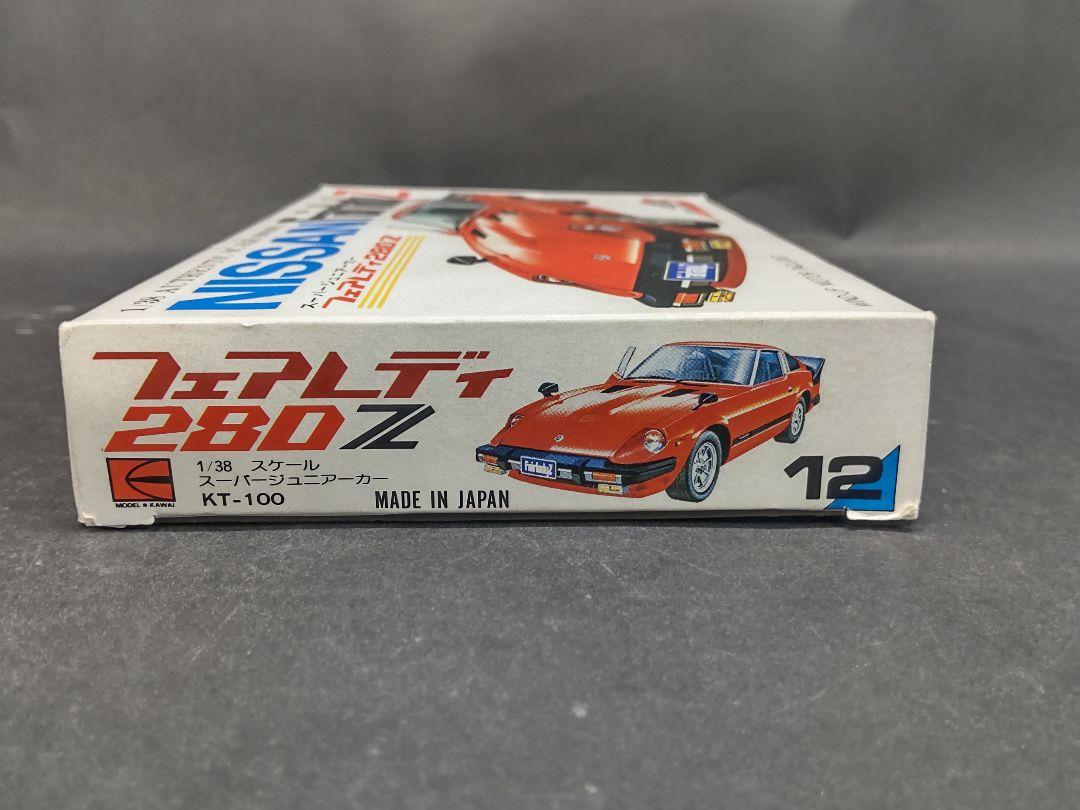 NISSAN
スーパージュニアーカー
フェアレディ280Z
フェアレディ
280Z
1/38 スケール
スーパージュニアーカー
KT-100
MODEL ★ KAWAI
MADE IN JAPAN
FairladyZ
12